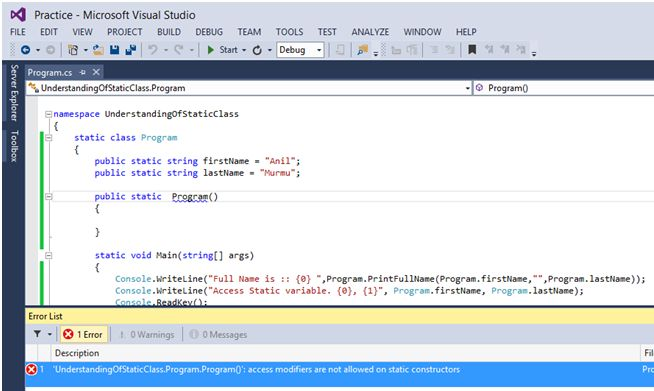 Practice - Microsoft Visual Studio
FILE EDIT VIEW PROJECT BUILD DEBUG TEAM TOOLS TEST ANALYZE WINDOW HELP
Start Debug
Server Explorer
Toolbox
Program.cs
UnderstandingOfStaticClass.Program Program()
namespace UnderstandingOfStaticClass
{
static class Program
{
public static string firstName = "Anil";
public static string lastName = "Murmu";
public static Program()
{
}
static void Main(string[] args)
{
Console.WriteLine("Full Name is :: {0} ",Program.PrintFullName(Program.firstName,"",Program.lastName));
Console.WriteLine("Access Static variable. {0}, {1}", Program.firstName, Program.lastName);
Console.ReadKey();
Error List
1 Error 0 Warnings 0 Messages
Description Fi
1 'UnderstandingOfStaticClass.Program.Program()': access modifiers are not allowed on static constructors Pro